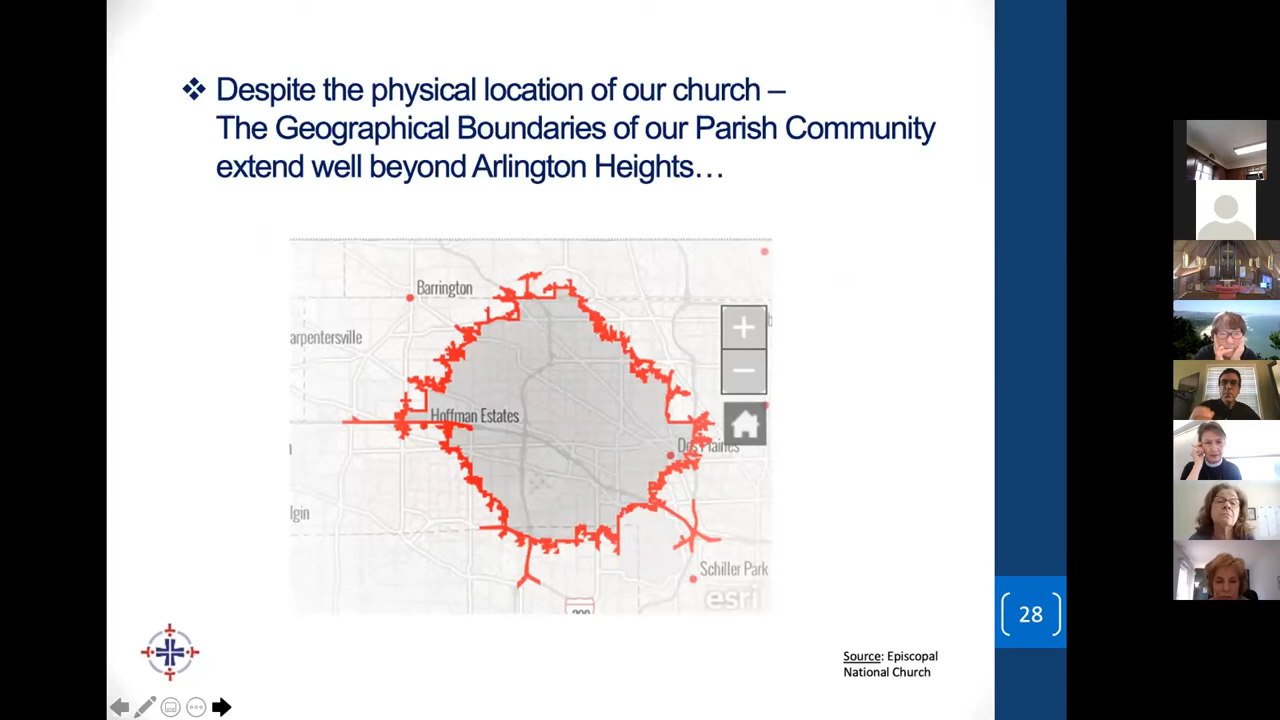 ❖ Despite the physical location of our church –
The Geographical Boundaries of our Parish Community
extend well beyond Arlington Heights…
Barrington
arpentersville
Hoffman Estates
Des Plaines
lgin
Schiller Park
esri
28
Source: Episcopal
National Church